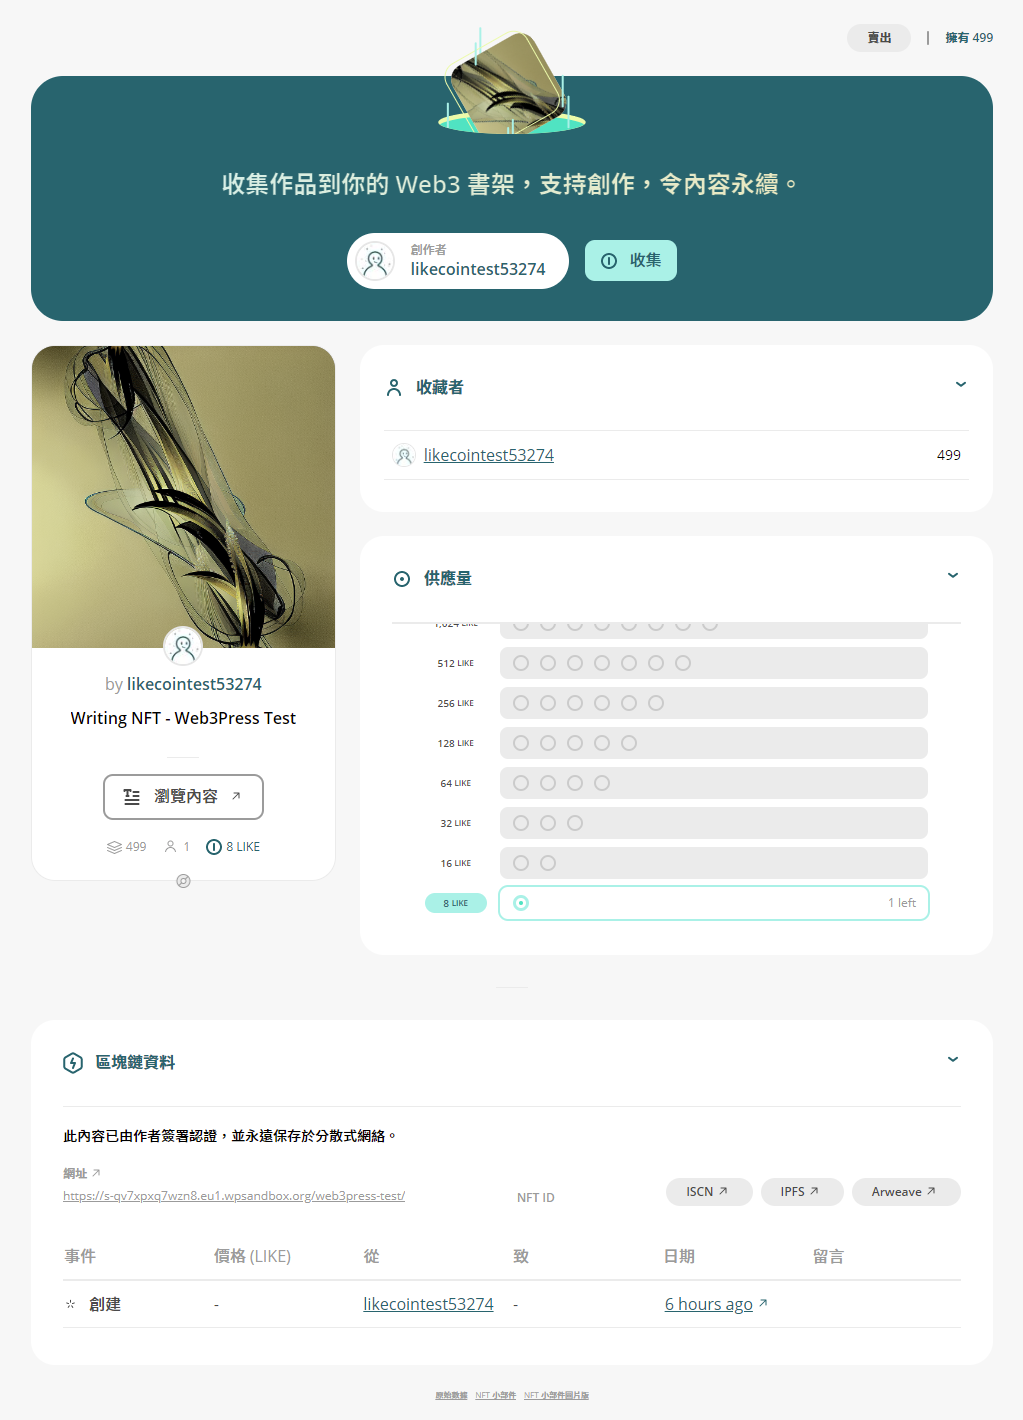 賣出 | 擁有 499
收集作品到你的 Web3 書架，支持創作，令內容永續。
創作者
likecointest53274
收集
by likecointest53274
Writing NFT - Web3Press Test
瀏覽內容
499 1 8 LIKE
收藏者
likecointest53274 499
供應量
1,024 LIKE
512 LIKE
256 LIKE
128 LIKE
64 LIKE
32 LIKE
16 LIKE
8 LIKE 1 left
區塊鏈資料
此內容已由作者簽署認證，並永遠保存於分散式網絡。
網址
https://s-qv7xpxq7wzn8.eu1.wpsandbox.org/web3press-test/
NFT ID
ISCN IPFS Arweave
事件 價格 (LIKE) 從 致 日期 留言
創建 - likecointest53274 - 6 hours ago
原始數據 NFT 小部件 NFT 小部件圖片版